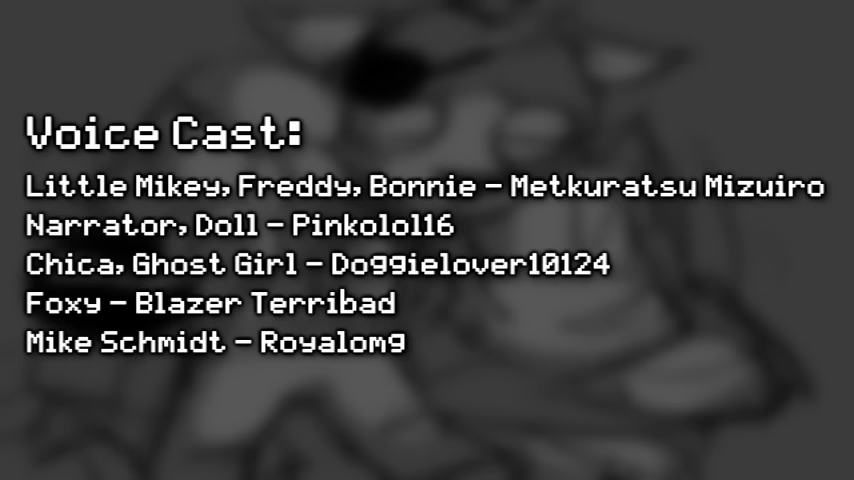 Voice Cast:
Little Mikey, Freddy, Bonnie - Metkuratsu Mizuiro
Narrator, Doll - Pinkolol16
Chica, Ghost Girl - Doggielover10124
Foxy - Blazer Terribad
Mike Schmidt - Royalomg